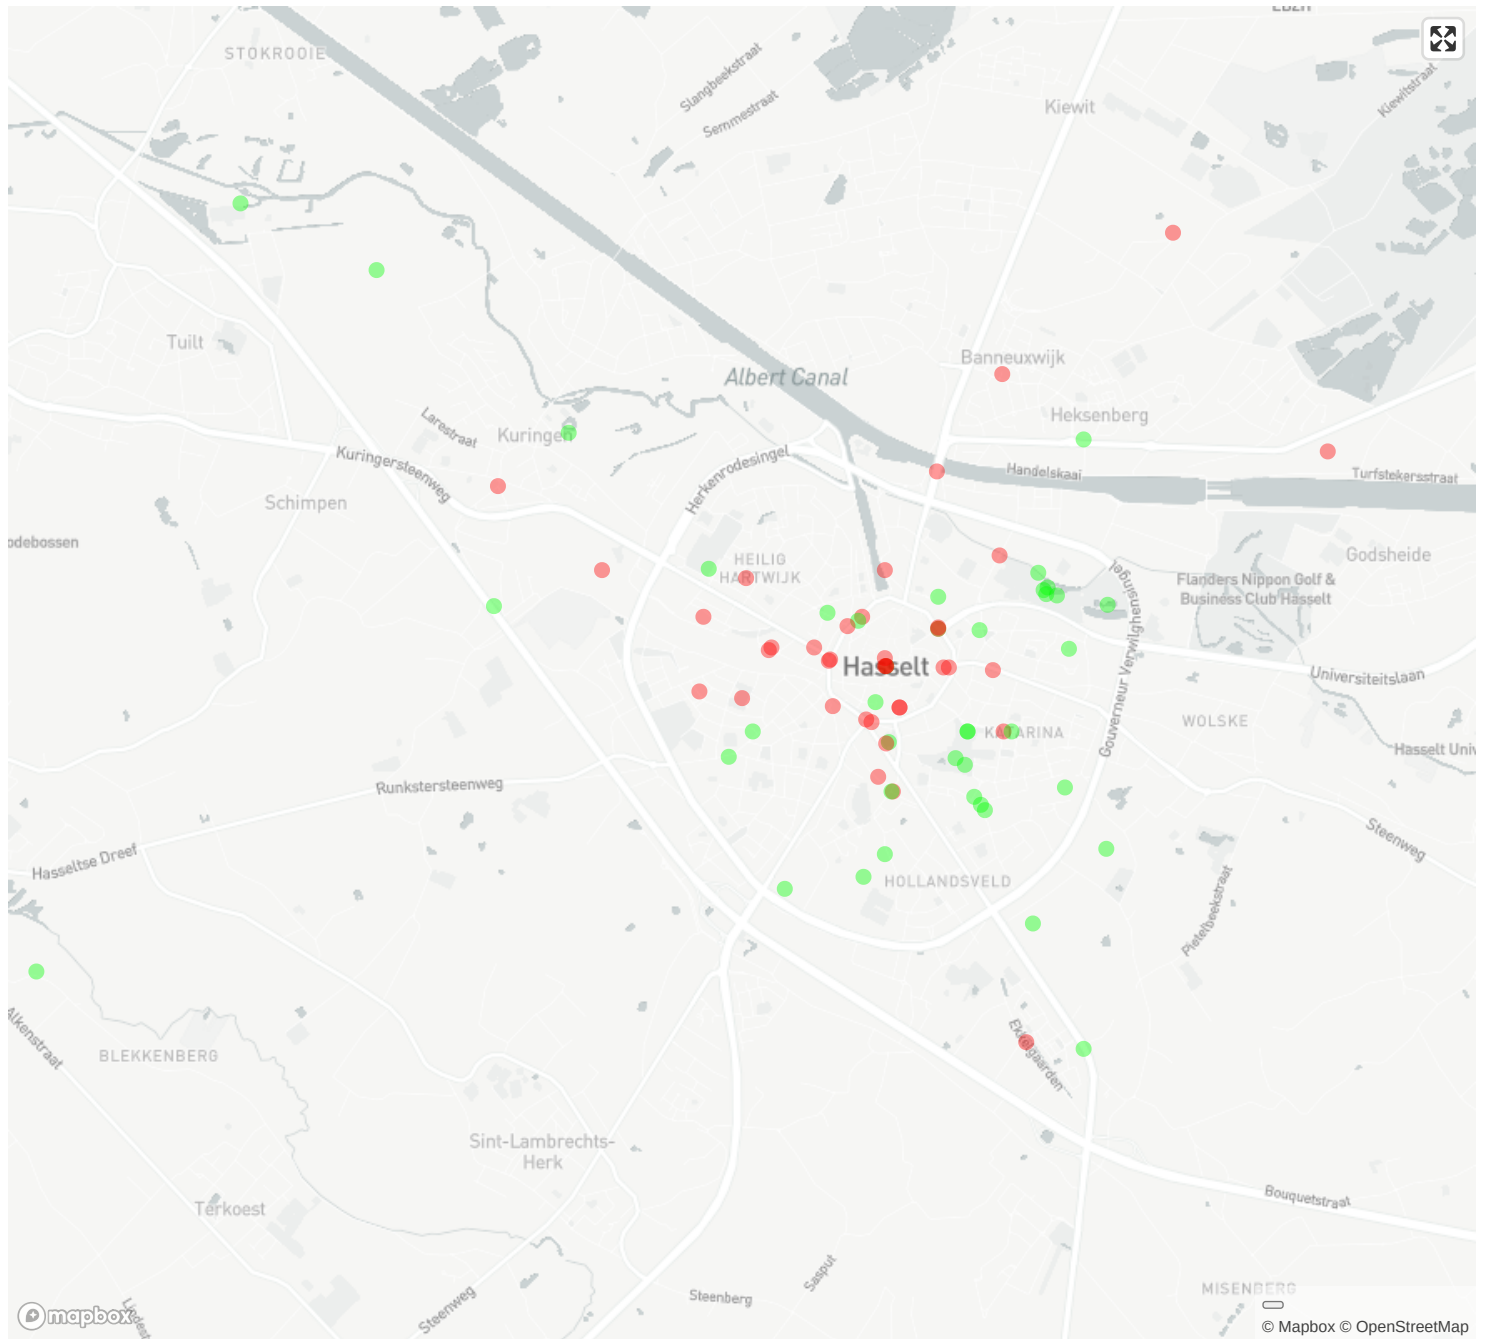 STOKROOIE
Slangbeekstraat
Semmestraat
Kiewit
Kiewitstraat
Tuilt
Albert Canal
Banneuxwijk
Heksenberg
Larestraat
Kuringen
Kuringersteenweg
Herkenrodesingel
Handelskaai
Turfstekersstraat
Schimpen
odebossen
HEILIG
HARTWIJK
Godsheide
Flanders Nippon Golf &
Business Club Hasselt
Gouverneur Verwilghensingel
Hasselt
Universiteitslaan
WOLSKE
KATARINA
Hasselt Univ
Runkstersteenweg
Hasseltse Dreef
Steenweg
HOLLANDSVELD
Pietelbeekstraat
Alkenstraat
BLEKKENBERG
Ekkelgaarden
Sint-Lambrechts-
Herk
Terkoest
Bouquetstraat
Sasput
Steenberg
MISENBERG
Steenweg
mapbox
© Mapbox © OpenStreetMap